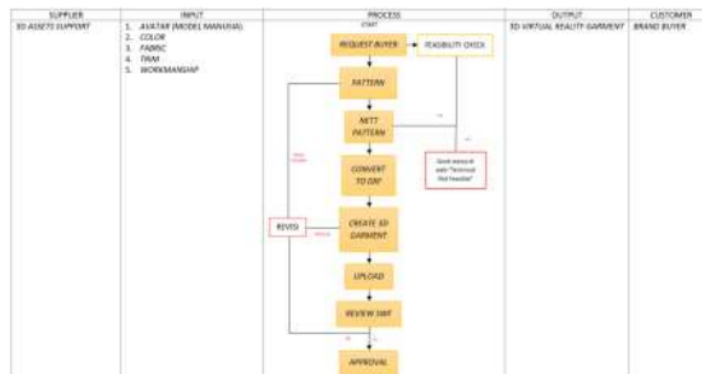 SUPPLIER
INPUT
PROCESS
OUTPUT
CUSTOMER
3D ASSETS SUPPORT
1. AVATAR (MODEL MANUSIA)
2. COLOR
3. FABRIC
4. TRIM
5. WORKMANSHIP
START
3D VIRTUAL REALITY GARMENT
BRAND BUYER
REQUEST BUYER
FEASIBILITY CHECK
PATTERN
NETT
PATTERN
CONVERT
TO DXF
REVISI
CREATE 3D
GARMENT
UPLOAD
REVIEW
APPROVAL